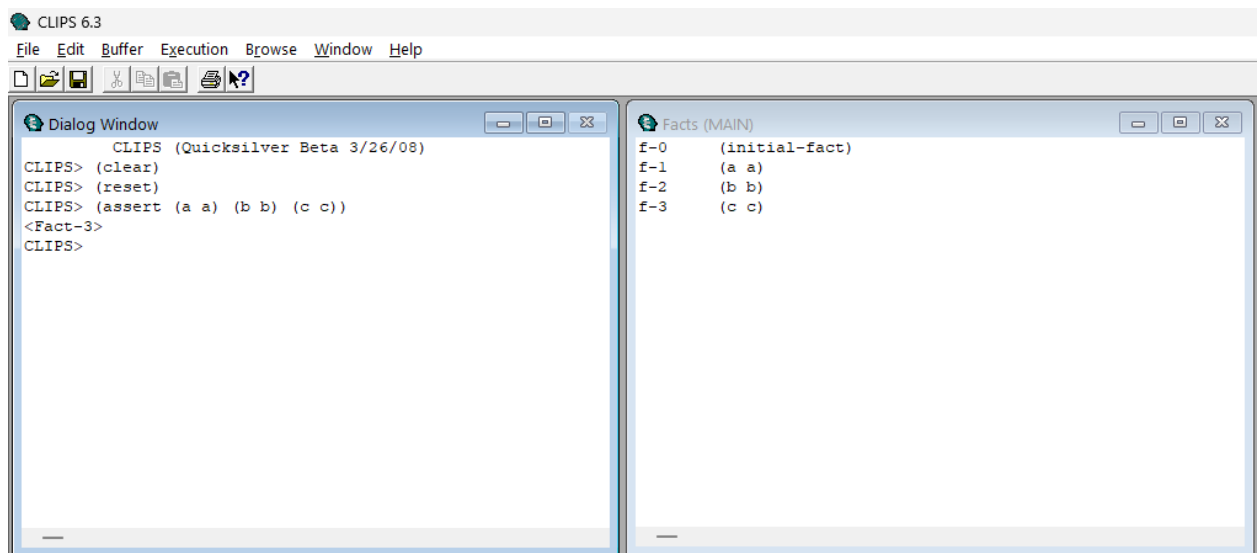 CLIPS 6.3
File Edit Buffer Execution Browse Window Help
Dialog Window
CLIPS (Quicksilver Beta 3/26/08)
CLIPS> (clear)
CLIPS> (reset)
CLIPS> (assert (a a) (b b) (c c))
<Fact-3>
CLIPS>
Facts (MAIN)
f-0 (initial-fact)
f-1 (a a)
f-2 (b b)
f-3 (c c)